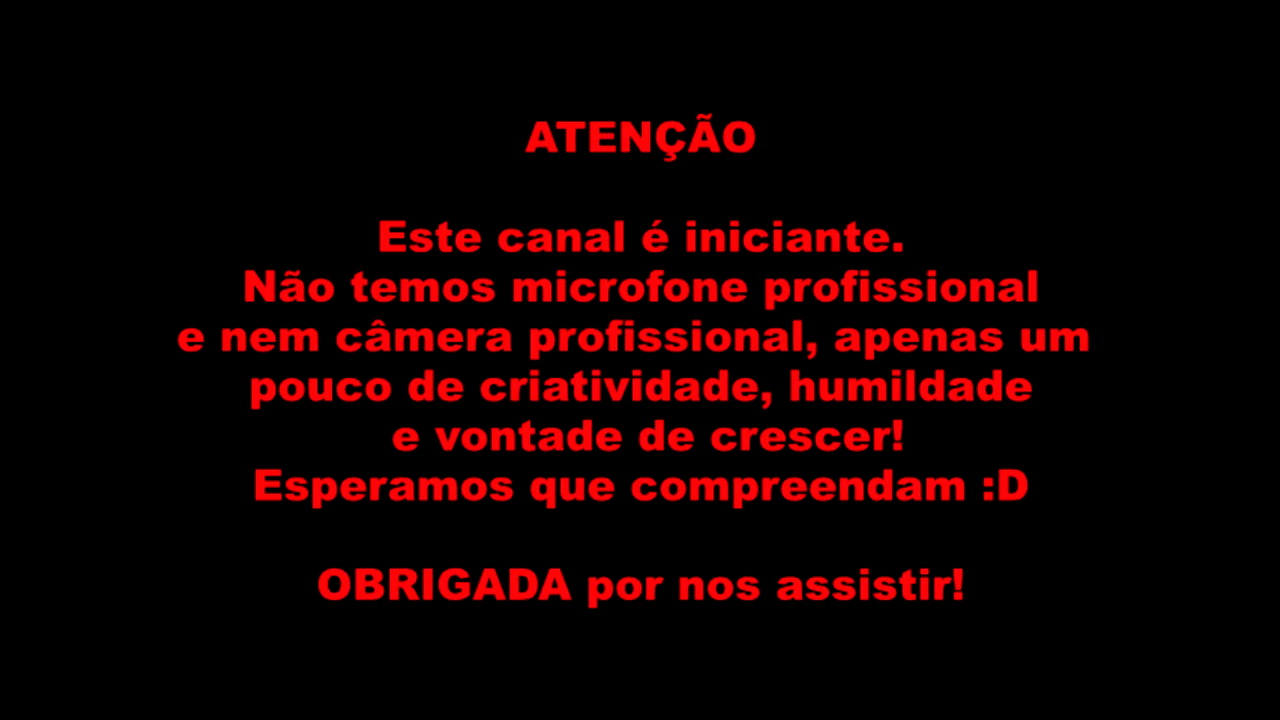 ATENÇÃO
Este canal é iniciante.
Não temos microfone profissional
e nem câmera profissional, apenas um
pouco de criatividade, humildade
e vontade de crescer!
Esperamos que compreendam :D
OBRIGADA por nos assistir!